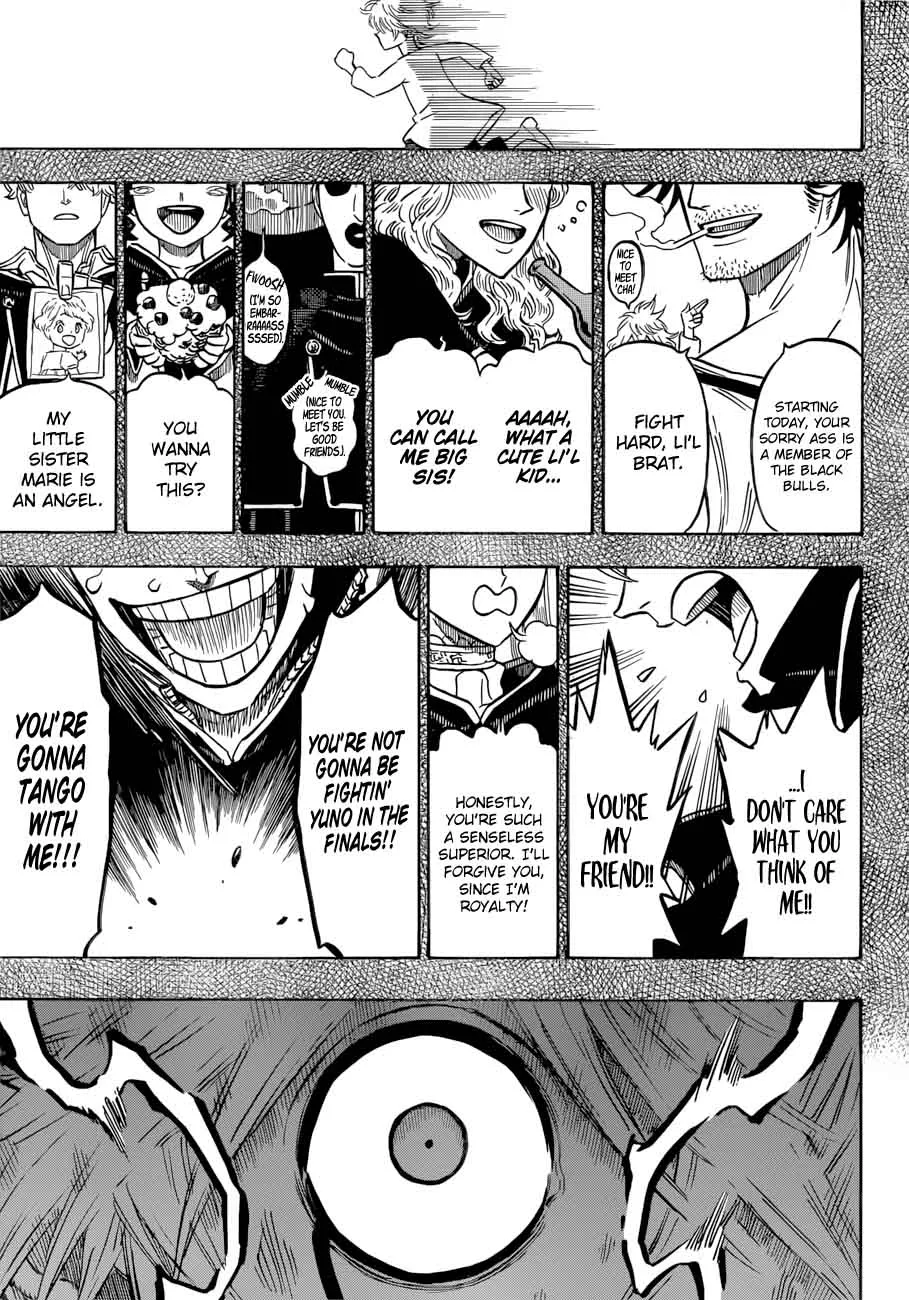 STARTING
TODAY, YOUR
SORRY ASS IS
A MEMBER OF
THE BLACK
BULLS.
NICE
TO
MEET
'CHA!
FIGHT
HARD, LI'L
BRAT.
AAAAH,
WHAT A
CUTE LI'L
KID...
YOU
CAN CALL
ME BIG
SIS!
FWOOSH
(I'M SO
EMBAR-
RAAAASS
SSSED).
MUMBLE
MUMBLE
(NICE TO
MEET YOU.
LET'S BE
GOOD
FRIENDS.).
YOU
WANNA
TRY
THIS?
MY
LITTLE
SISTER
MARIE IS
AN ANGEL.
...I
DON'T CARE
WHAT YOU
THINK OF
ME!!
YOU'RE
MY
FRIEND!!
HONESTLY,
YOU'RE SUCH
A SENSELESS
SUPERIOR. I'LL
FORGIVE YOU,
SINCE I'M
ROYALTY!
YOU'RE NOT
GONNA BE
FIGHTIN'
YUNO IN THE
FINALS!!
YOU'RE
GONNA
TANGO
WITH
ME!!!